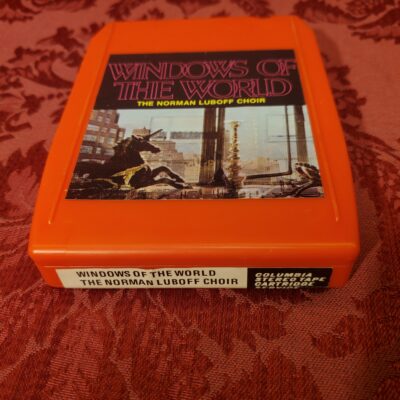 WINDOWS OF
THE WORLD
THE NORMAN LUBOFF CHOIR
WINDOWS OF THE WORLD
THE NORMAN LUBOFF CHOIR
COLUMBIA
STEREO TAPE
CARTRIDGE